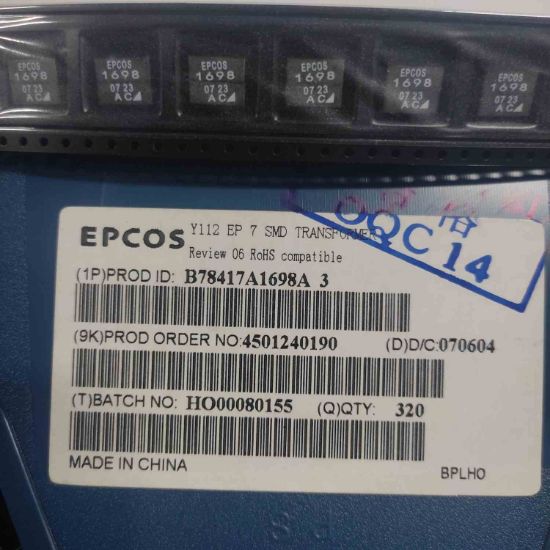 EPCOS EPCOS EPCOS EPCOS EPCOS EPCOS
1698 1698 1698 1698 1698 1698
07 23 07 23 07 23 07 23 07 23 07 23
AC AC AC AC AC AC
EPCOS Y112 EP 7 SMD TRANSFORMER
Review 06 RoHS compatible
OQC 14
(1P)PROD ID: B78417A1698A 3
(9K)PROD ORDER NO:4501240190 (D)D/C:070604
(T)BATCH NO: HO00080155 (Q)QTY: 320
MADE IN CHINA
BPLHO